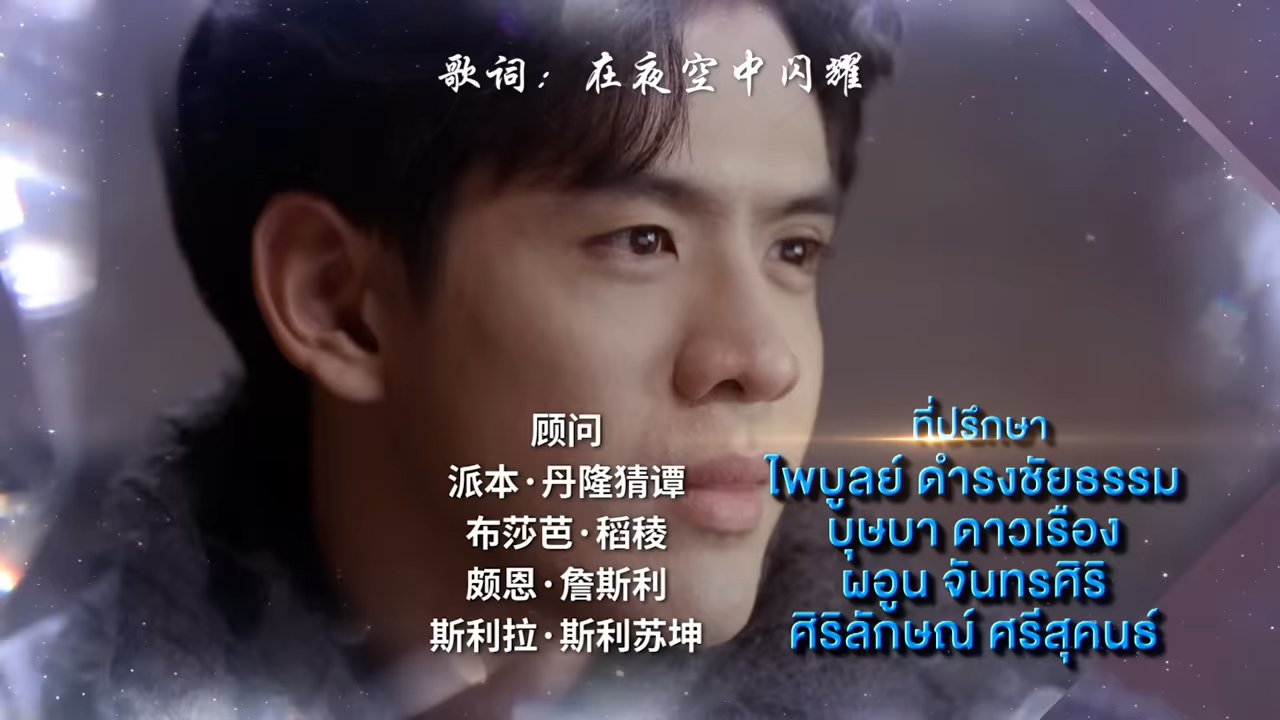 歌词：在夜空中闪耀
顾问
派本·丹隆猜谭
布莎芭·稻稜
颇恩·詹斯利
斯利拉·斯利苏坤
ที่ปรึกษา
ไพบูลย์ ดำรงชัยธรรม
บุษบา ดาวเรือง
ผอูน จันทรศิริ
ศิริลักษณ์ ศรีสุคนธ์